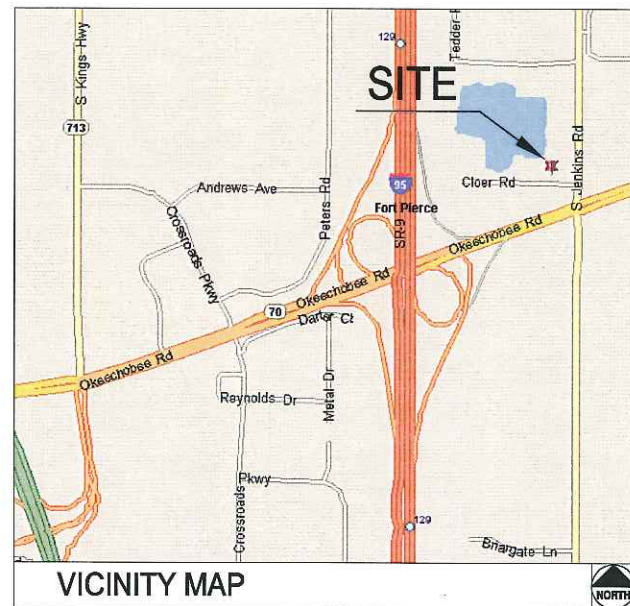 129
Tedder
S Kings Hwy
SITE
713
S Jenkins Rd
95
Andrews Ave
Cloer Rd
Peters Rd
Fort Pierce
Crossroads Pkwy
SR-9
Okeechobee Rd
Okeechobee Rd
70
Darter Ct
Okeechobee Rd
Reynolds Dr
Metal Dr
Crossroads Pkwy
129
Briargate Ln
VICINITY MAP
NORTH